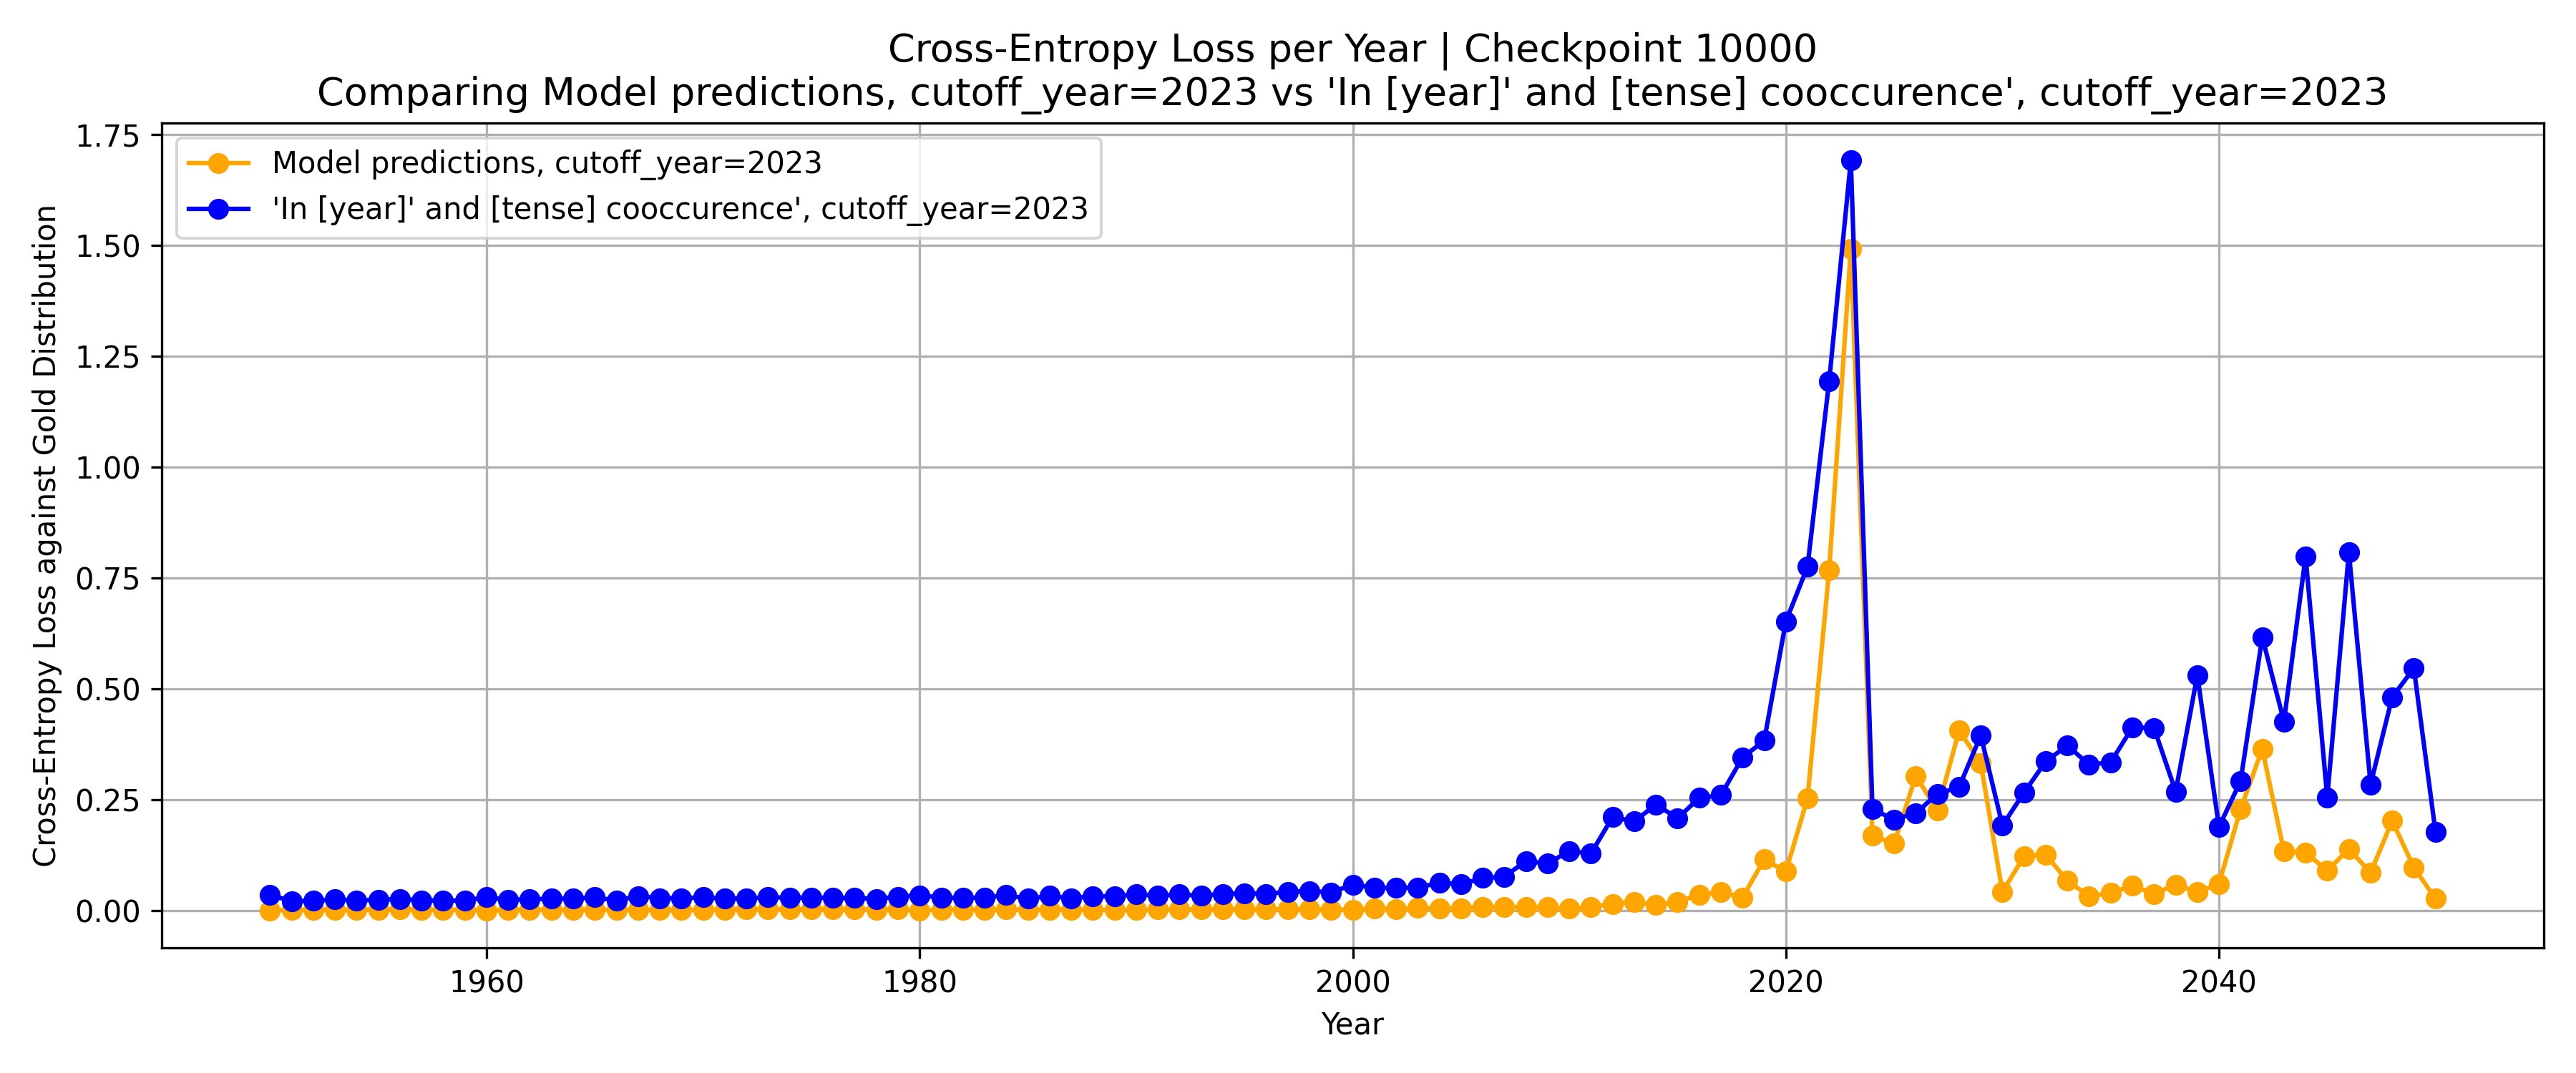 Cross-Entropy Loss per Year | Checkpoint 10000
Comparing Model predictions, cutoff_year=2023 vs 'In [year]' and [tense] cooccurence', cutoff_year=2023
Model predictions, cutoff_year=2023
'In [year]' and [tense] cooccurence', cutoff_year=2023
Cross-Entropy Loss against Gold Distribution
1.75
1.50
1.25
1.00
0.75
0.50
0.25
0.00
1960
1980
2000
2020
2040
Year